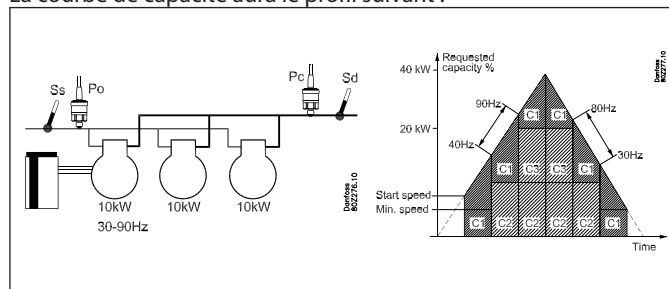 La courbe de capacité aura le profil suivant :
Ss
Po
Pc
Sd
10kW
10kW
10kW
30-90Hz
Danfoss
80Z276.10
Requested
capacity %
40 kW
20 kW
Start speed
Min. speed
90Hz
40Hz
80Hz
30Hz
C1
C1
C1
C3
C3
C1
C1
C2
C2
C2
C2
C1
Time
Danfoss
80Z277.10